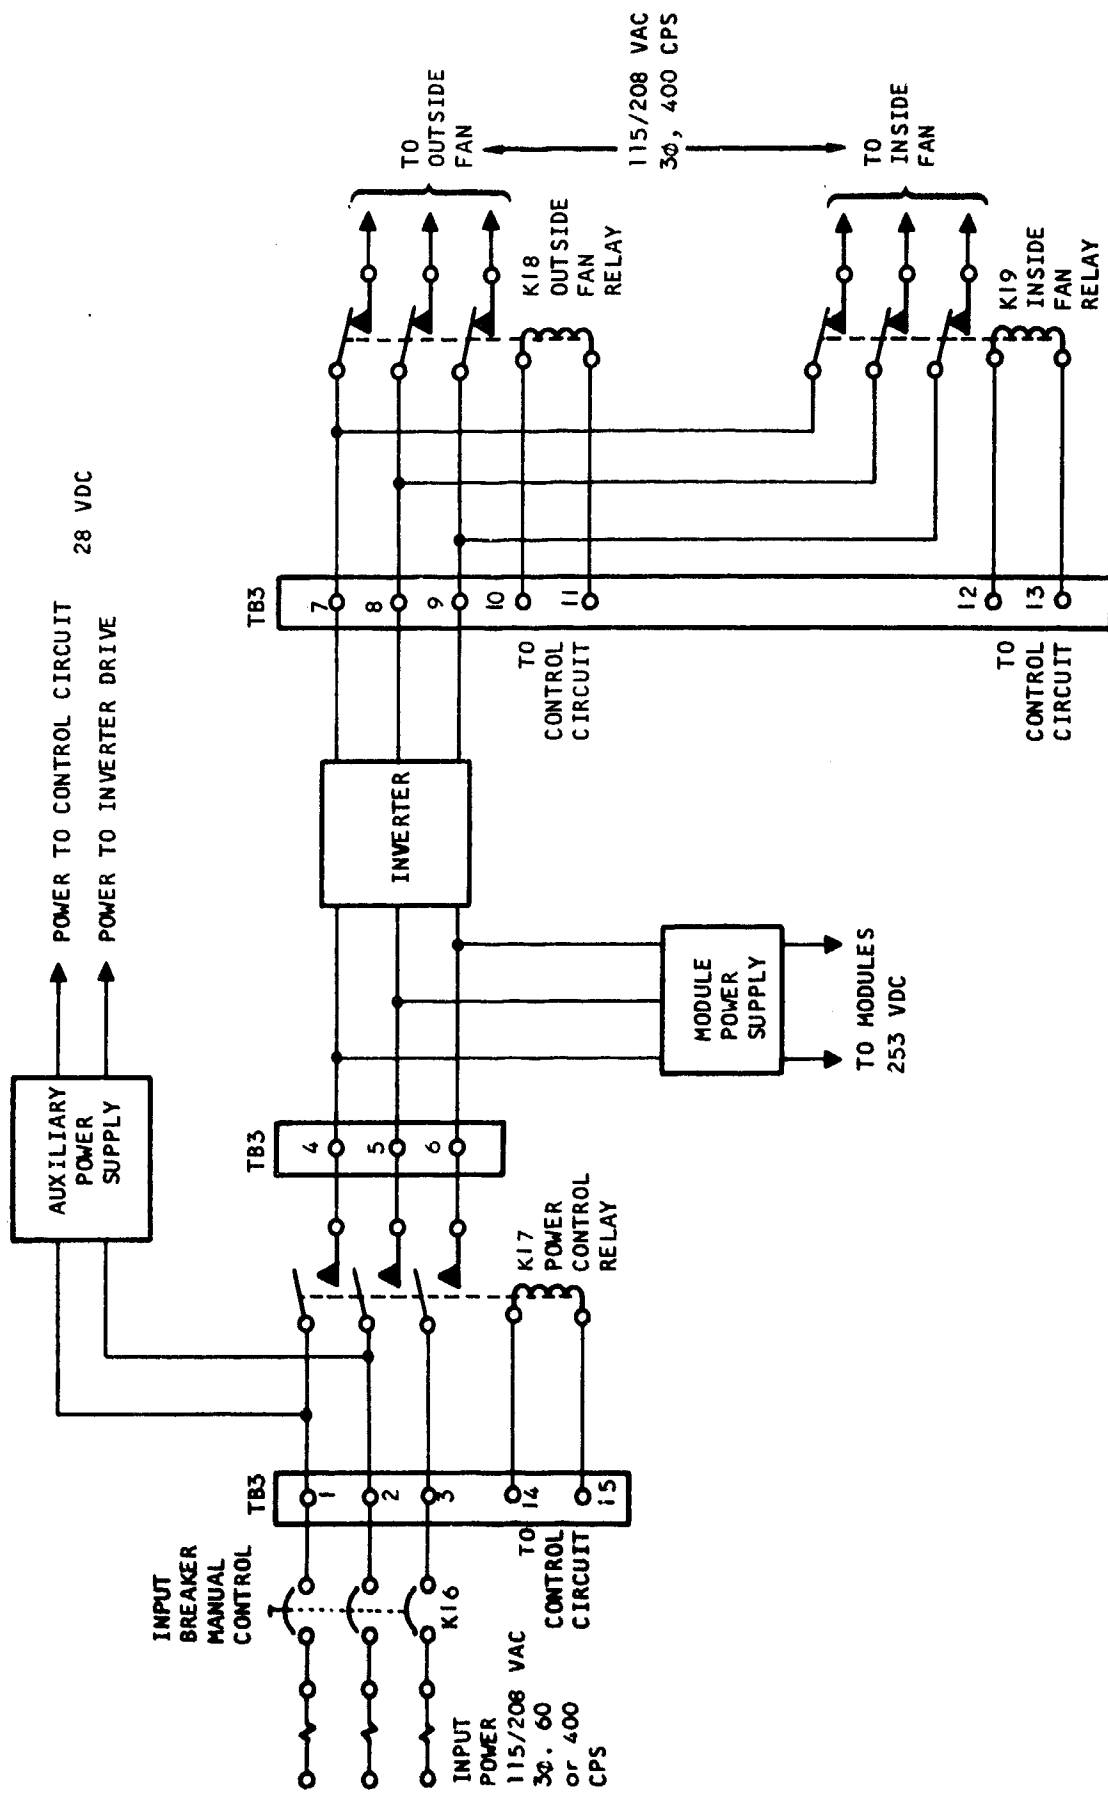 POWER TO CONTROL CIRCUIT
28 VDC
POWER TO INVERTER DRIVE
AUXILIARY
POWER
SUPPLY
INPUT
BREAKER
MANUAL
CONTROL
K16
INPUT
POWER
115/208 VAC
3Ø. 60
or 400
CPS
TB3
1
2
3
14
15
TO
CONTROL
CIRCUIT
K17
POWER
CONTROL
RELAY
TB3
4
5
6
MODULE
POWER
SUPPLY
TO MODULES
253 VDC
INVERTER
TB3
7
8
9
10
11
12
13
TO
CONTROL
CIRCUIT
TO
CONTROL
CIRCUIT
K18
OUTSIDE
FAN
RELAY
TO
OUTSIDE
FAN
115/208 VAC
3Ø, 400 CPS
TO
INSIDE
FAN
K19
INSIDE
FAN
RELAY